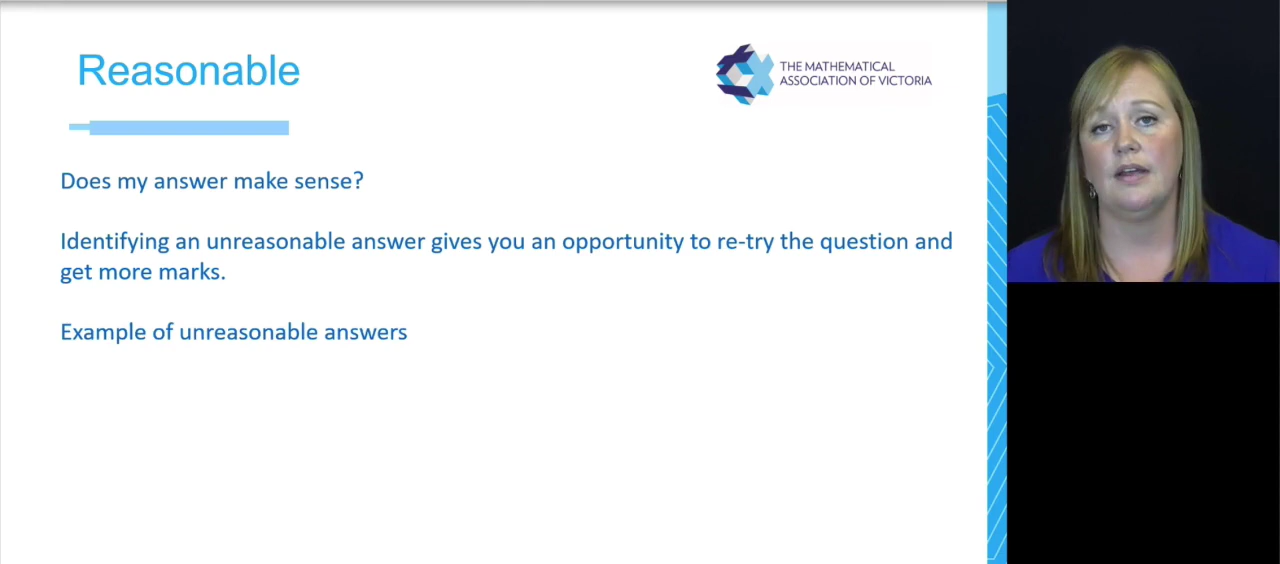 Reasonable
THE MATHEMATICAL
ASSOCIATION OF VICTORIA
Does my answer make sense?
Identifying an unreasonable answer gives you an opportunity to re-try the question and
get more marks.
Example of unreasonable answers